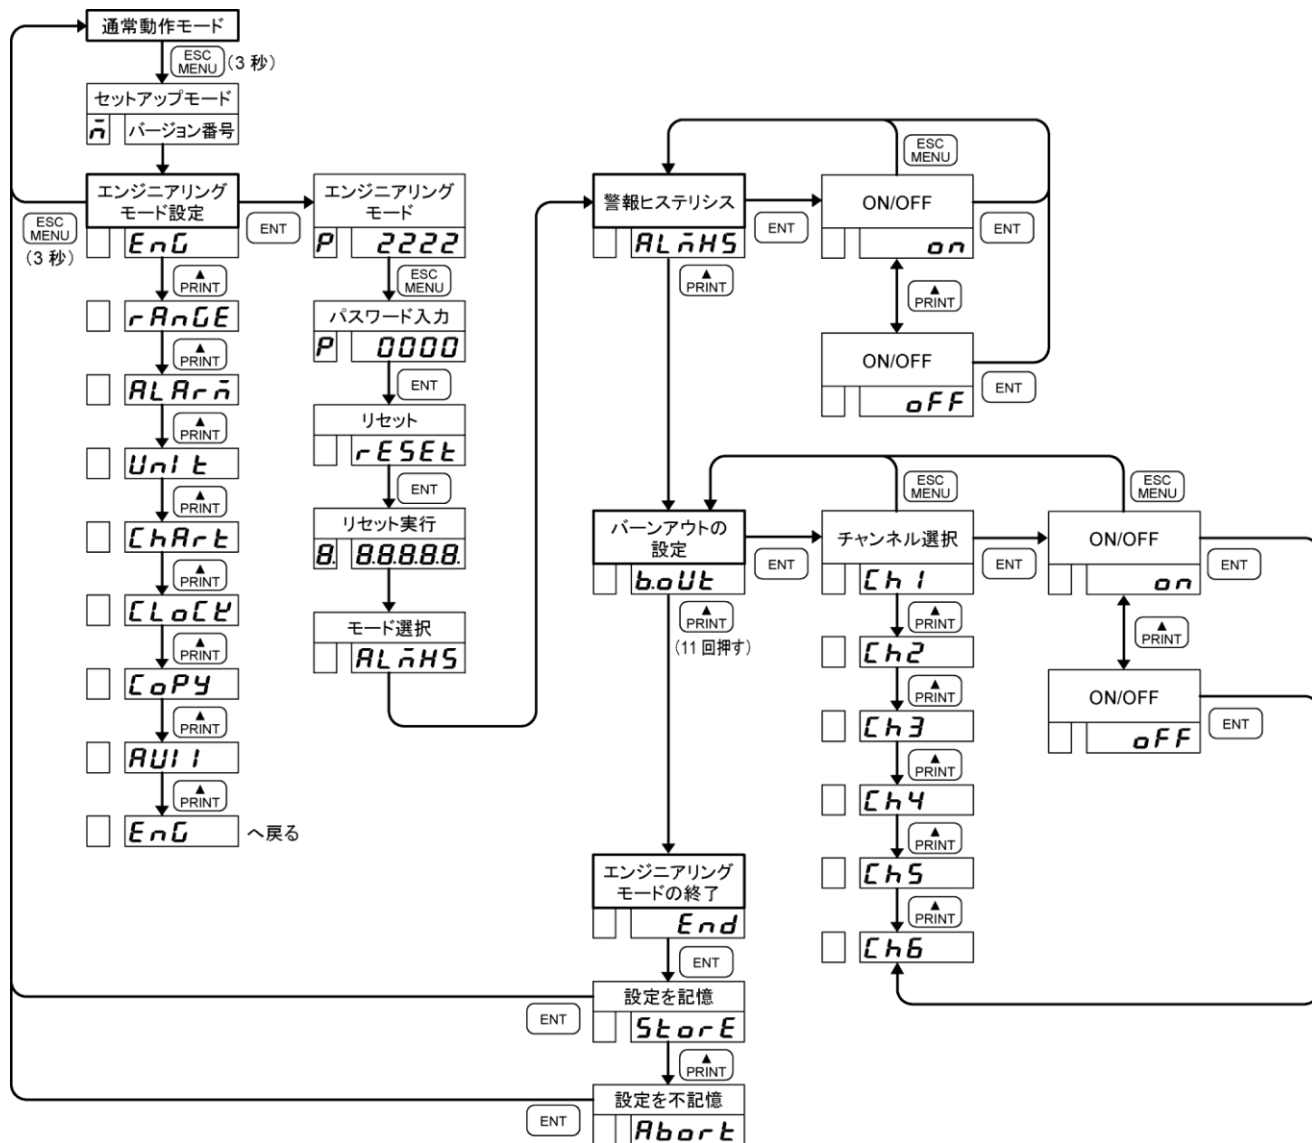 通常動作モード
ESC
MENU
(3 秒)
セットアップモード
バージョン番号
エンジニアリング
モード設定
EnG
ESC
MENU
(3 秒)
ENT
▲
PRINT
rAnGE
▲
PRINT
ALArm̄
▲
PRINT
UnIt
▲
PRINT
ChArt
▲
PRINT
CLoCK
▲
PRINT
CoPY
▲
PRINT
AUI1
▲
PRINT
EnG
へ戻る
エンジニアリング
モード
P 2222
ESC
MENU
パスワード入力
P 0000
ENT
リセット
rESEt
ENT
リセット実行
8. 8.8.8.8.8.
モード選択
ALm̄HS
警報ヒステリシス
ALm̄HS
ENT
▲
PRINT
ESC
MENU
ON/OFF
on
ENT
▲
PRINT
ON/OFF
oFF
ENT
バーンアウトの
設定
b.oUt
ENT
▲
PRINT
(11 回押す)
ESC
MENU
チャンネル選択
Ch1
ENT
▲
PRINT
Ch2
▲
PRINT
Ch3
▲
PRINT
Ch4
▲
PRINT
Ch5
▲
PRINT
Ch6
ESC
MENU
ON/OFF
on
ENT
▲
PRINT
ON/OFF
oFF
ENT
エンジニアリング
モードの終了
End
ENT
設定を記憶
StorE
ENT
▲
PRINT
設定を不記憶
Abort
ENT